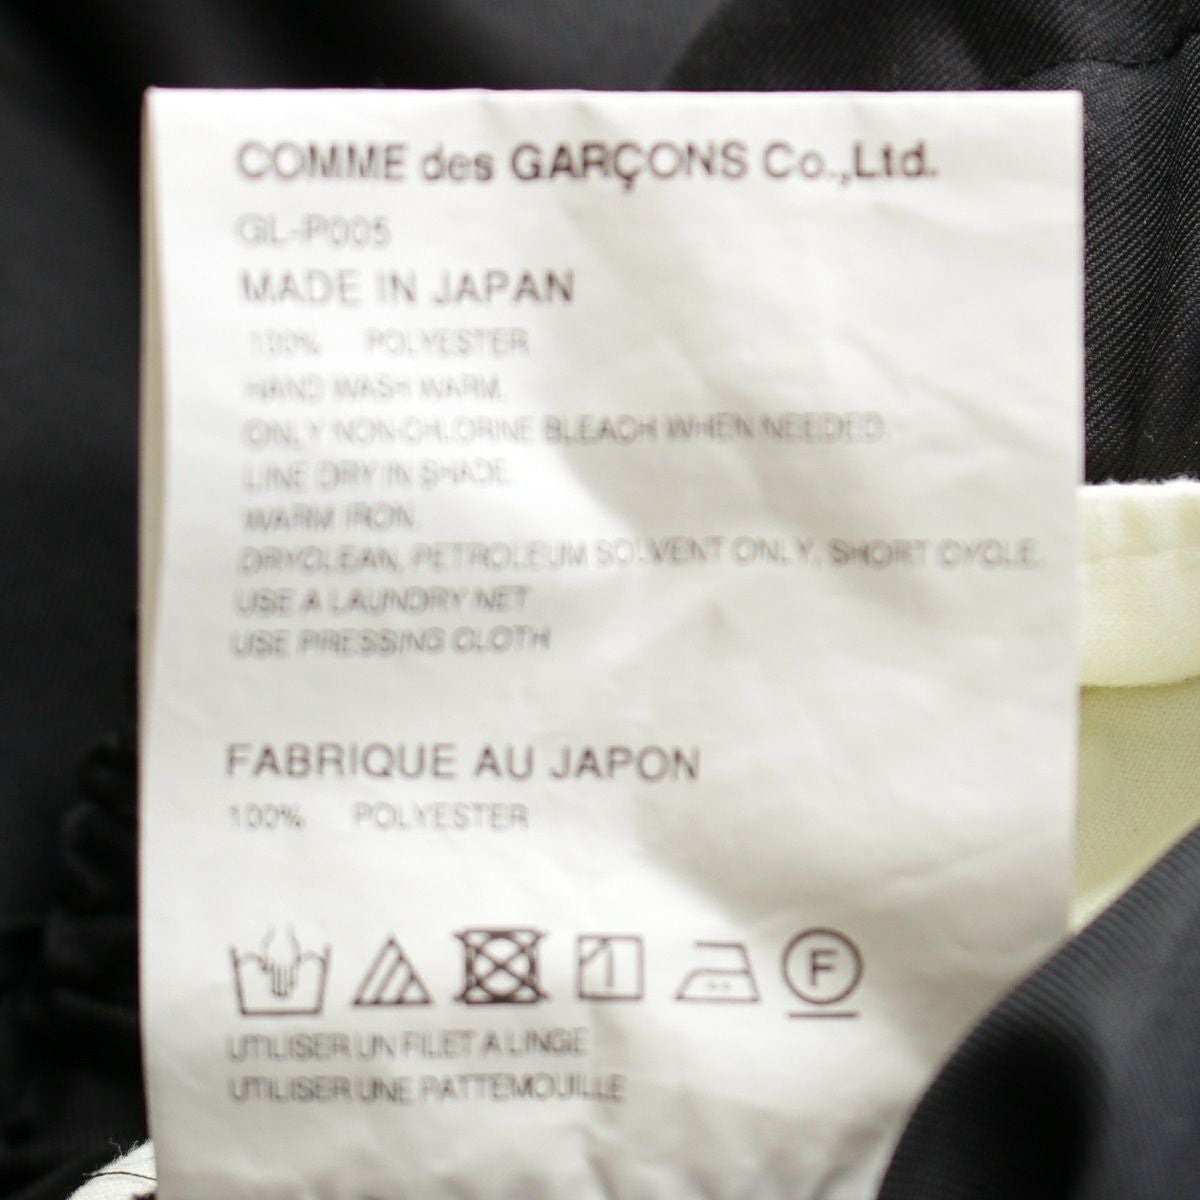 COMME des GARÇONS Co.,Ltd.
GL-P005
MADE IN JAPAN
100% POLYESTER
HAND WASH WARM.
ONLY NON-CHLORINE BLEACH WHEN NEEDED.
LINE DRY IN SHADE.
WARM IRON.
DRYCLEAN, PETROLEUM SOLVENT ONLY, SHORT CYCLE.
USE A LAUNDRY NET
USE PRESSING CLOTH
FABRIQUE AU JAPON
100% POLYESTER
F
UTILISER UN FILET A LINGE
UTILISER UNE PATTEMOUILLE